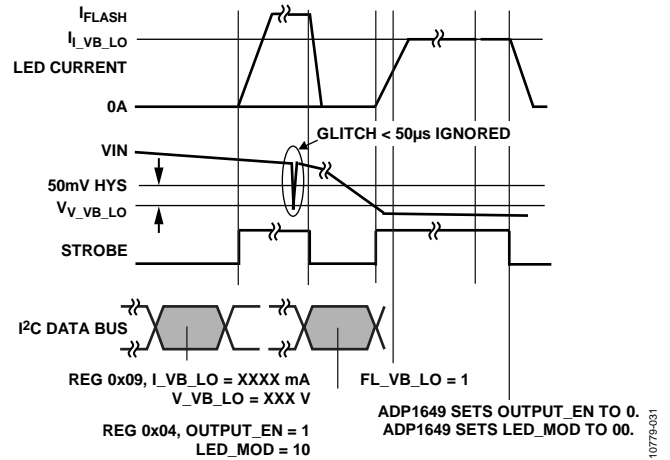 IFLASH
II_VB_LO
LED CURRENT
0A
GLITCH < 50µs IGNORED
VIN
50mV HYS
VV_VB_LO
STROBE
I2C DATA BUS
REG 0x09, I_VB_LO = XXXX mA
V_VB_LO = XXX V
FL_VB_LO = 1
REG 0x04, OUTPUT_EN = 1
LED_MOD = 10
ADP1649 SETS OUTPUT_EN TO 0.
ADP1649 SETS LED_MOD TO 00.
10779-031